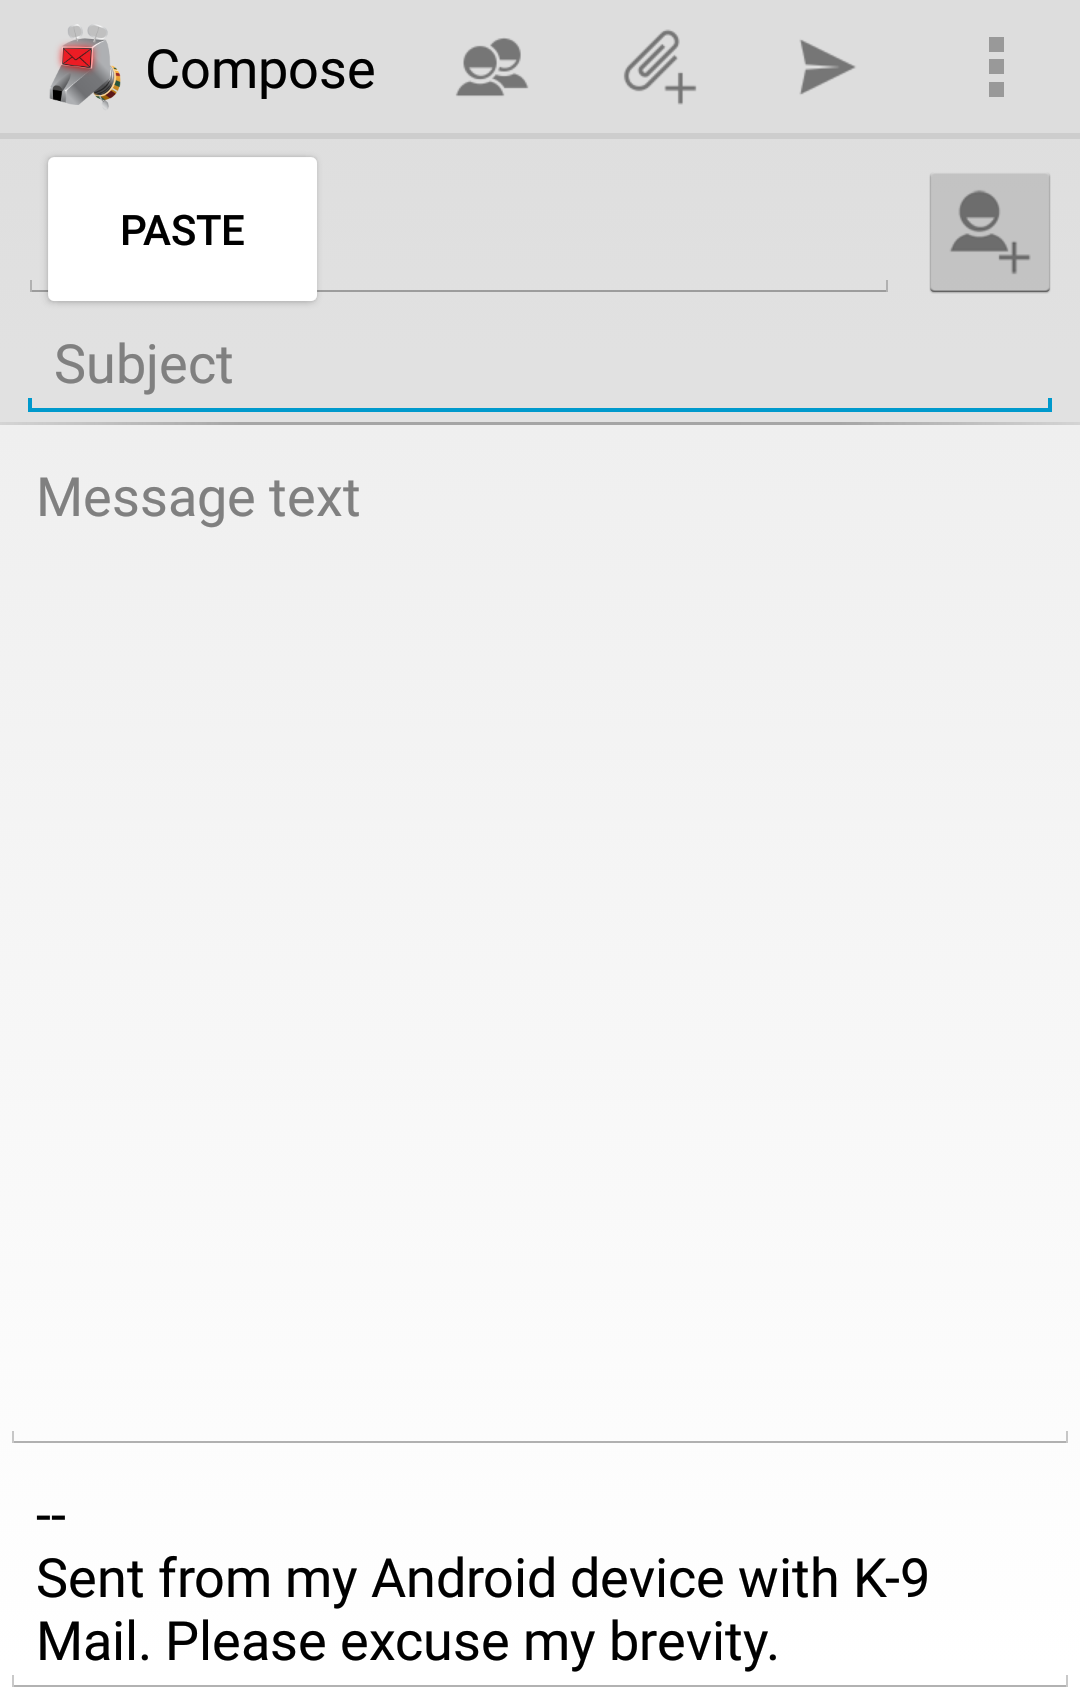 Compose
PASTE
Subject
Message text
--
Sent from my Android device with K-9
Mail. Please excuse my brevity.